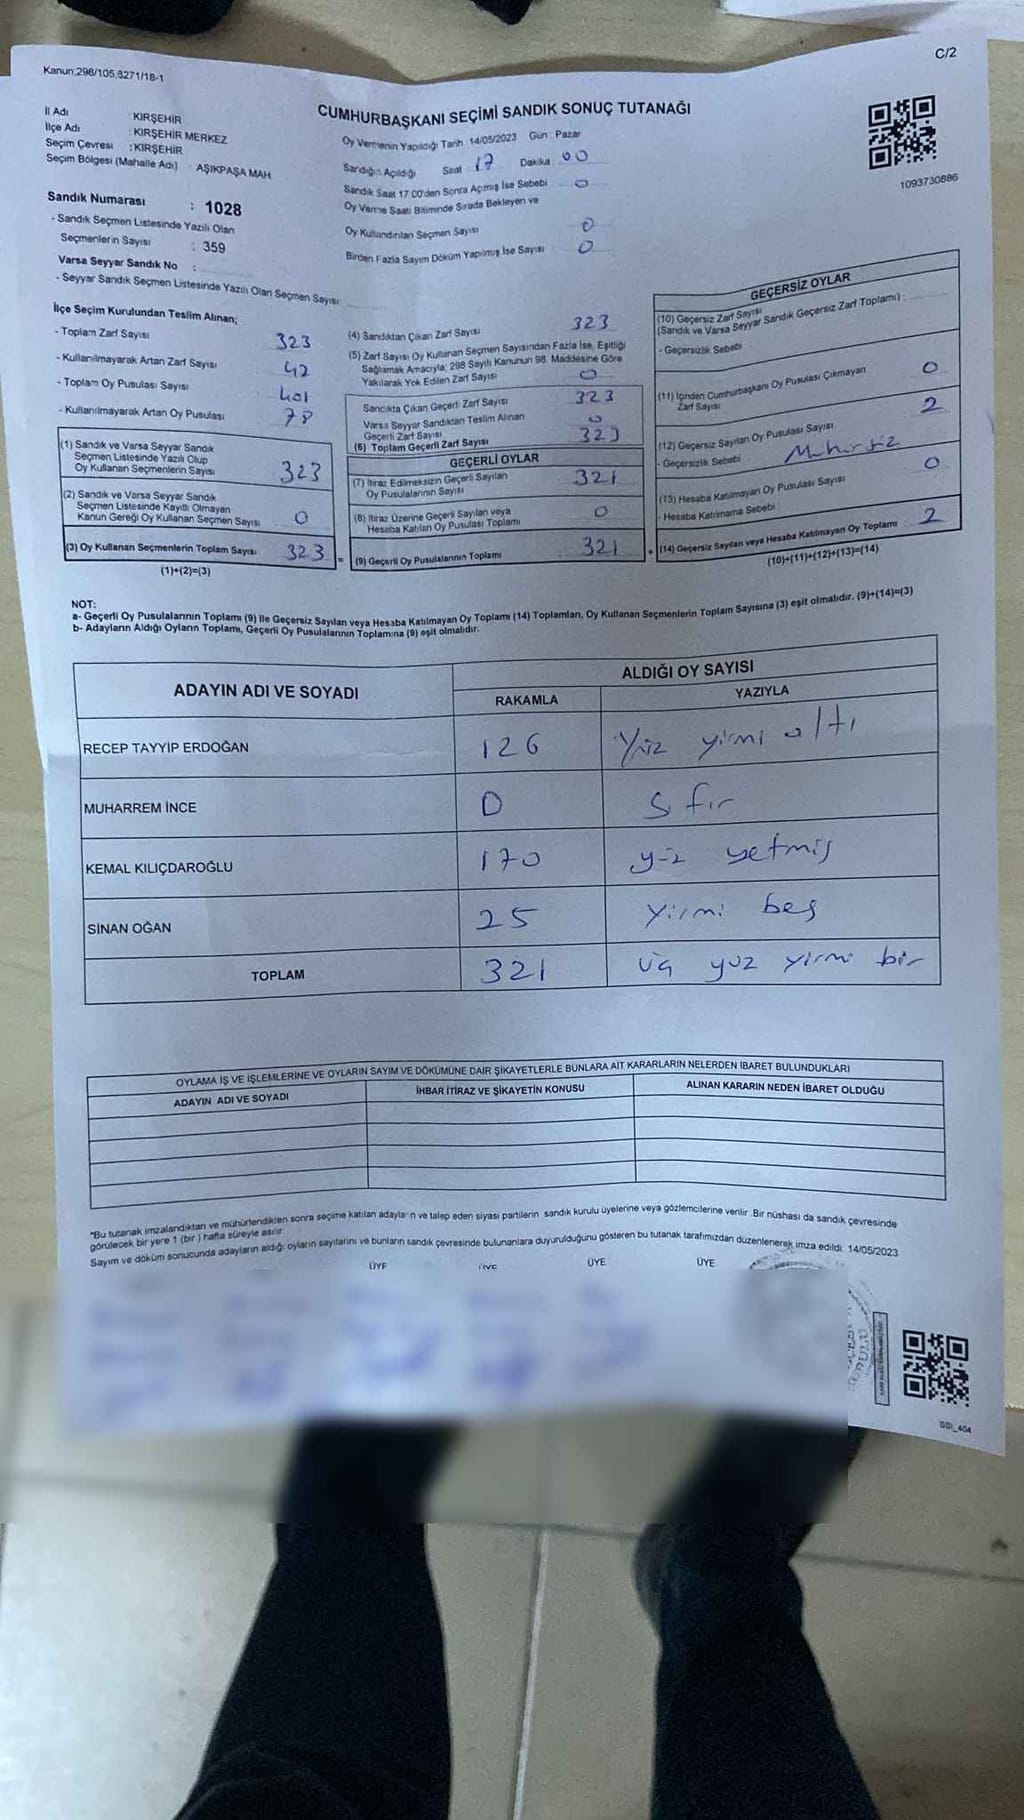 Kanun:298/105,6271/18-1
C/2
CUMHURBAŞKANI SEÇİMİ SANDIK SONUÇ TUTANAĞI
İl Adı : KIRŞEHİR
İlçe Adı : KIRŞEHİR MERKEZ
Seçim Çevresi : KIRŞEHİR
Seçim Bölgesi (Mahalle Adı) : AŞIKPAŞA MAH
Oy Vermenin Yapıldığı Tarih 14/05/2023 Gün : Pazar
Sandığın Açıldığı Saat 17 Dakika 00
Sandık Saat 17 00'den Sonra Açılmış İse Sebebi 0
Oy Verme Saati Bitiminde Sırada Bekleyen ve
Oy Kullandırılan Seçmen Sayısı 0
Birden Fazla Sayım Döküm Yapılmış İse Sayısı 0
1093730886
Sandık Numarası : 1028
- Sandık Seçmen Listesinde Yazılı Olan
Seçmenlerin Sayısı : 359
Varsa Seyyar Sandık No :
- Seyyar Sandık Seçmen Listesinde Yazılı Olan Seçmen Sayısı:
İlçe Seçim Kurulundan Teslim Alınan;
- Toplam Zarf Sayısı 323
- Kullanılmayarak Artan Zarf Sayısı 42
- Toplam Oy Pusulası Sayısı 401
- Kullanılmayarak Artan Oy Pusulası 78
(1) Sandık ve Varsa Seyyar Sandık
Seçmen Listesinde Yazılı Olup
Oy Kullanan Seçmenlerin Sayısı 323
(2) Sandık ve Varsa Seyyar Sandık
Seçmen Listesinde Kayıtlı Olmayan
Kanun Gereği Oy Kullanan Seçmen Sayısı 0
(3) Oy Kullanan Seçmenlerin Toplam Sayısı 323 =
(1)+(2)=(3)
(4) Sandıktan Çıkan Zarf Sayısı 323
(5) Zarf Sayısı Oy Kullanan Seçmen Sayısından Fazla İse, Eşitliği
Sağlamak Amacıyla; 298 Sayılı Kanunun 98. Maddesine Göre
Yakılarak Yok Edilen Zarf Sayısı 0
Sandıkta Çıkan Geçerli Zarf Sayısı 323
Varsa Seyyar Sandıktan Teslim Alınan
Geçerli Zarf Sayısı 0
(6) Toplam Geçerli Zarf Sayısı 323
GEÇERLİ OYLAR
(7) İtiraz Edilmeksizin Geçerli Sayılan
Oy Pusulalarının Sayısı 321
(8) İtiraz Üzerine Geçerli Sayılan veya
Hesaba Katılan Oy Pusulası Toplamı 0
(9) Geçerli Oy Pusulalarının Toplamı 321 +
GEÇERSİZ OYLAR
(10) Geçersiz Zarf Sayısı
(Sandık ve Varsa Seyyar Sandık Geçersiz Zarf Toplamı) :
- Geçersizlik Sebebi
(11) İçinden Cumhurbaşkanı Oy Pusulası Çıkmayan
Zarf Sayısı 0
(12) Geçersiz Sayılan Oy Pusulası Sayısı 2
- Geçersizlik Sebebi Mühürsüz
(13) Hesaba Katılmayan Oy Pusulası Sayısı 0
- Hesaba Katılmama Sebebi :
(14) Geçersiz Sayılan veya Hesaba Katılmayan Oy Toplamı 2
(10)+(11)+(12)+(13)=(14)
NOT:
a- Geçerli Oy Pusulalarının Toplamı (9) ile Geçersiz Sayılan veya Hesaba Katılmayan Oy Toplamı (14) Toplamları, Oy Kullanan Seçmenlerin Toplam Sayısına (3) eşit olmalıdır. (9)+(14)=(3)
b- Adayların Aldığı Oyların Toplamı, Geçerli Oy Pusulalarının Toplamına (9) eşit olmalıdır.
ADAYIN ADI VE SOYADI ALDIĞI OY SAYISI
RAKAMLA YAZIYLA
RECEP TAYYİP ERDOĞAN 126 Yüz yirmi altı
MUHARREM İNCE 0 Sıfır
KEMAL KILIÇDAROĞLU 170 yüz yetmiş
SİNAN OĞAN 25 Yirmi beş
TOPLAM 321 üç yüz yirmi bir
OYLAMA İŞ VE İŞLEMLERİNE VE OYLARIN SAYIM VE DÖKÜMÜNE DAİR ŞİKAYETLERLE BUNLARA AİT KARARLARIN NELERDEN İBARET BULUNDUKLARI
ADAYIN ADI VE SOYADI İHBAR İTİRAZ VE ŞİKAYETİN KONUSU ALINAN KARARIN NEDEN İBARET OLDUĞU
*Bu tutanak imzalandıktan ve mühürlendikten sonra seçime katılan adayların ve talep eden siyasi partilerin sandık kurulu üyelerine veya gözlemcilerine verilir. Bir nüshası da sandık çevresinde
görülecek bir yere 1 (bir ) hafta süreyle asılır.
Sayım ve döküm sonucunda adayların aldığı oyların sayılarını ve bunların sandık çevresinde bulunanlara duyurulduğunu gösteren bu tutanak tarafımızdan düzenlenerek imza edildi. 14/05/2023
ÜYE ÜYE ÜYE ÜYE
SSI_404